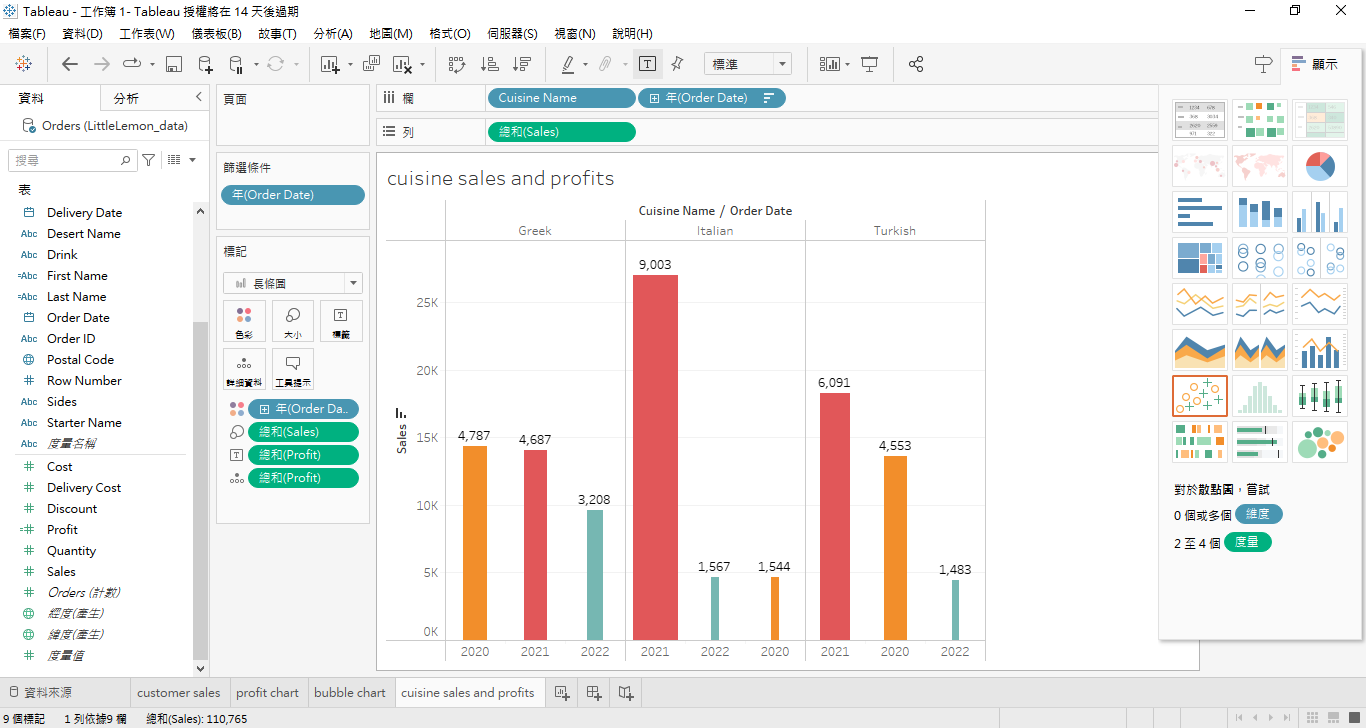 Tableau - 工作簿 1- Tableau 授權將在 14 天後過期
檔案(F) 資料(D) 工作表(W) 儀表板(B) 故事(T) 分析(A) 地圖(M) 格式(O) 伺服器(S) 視窗(N) 說明(H)
標準
顯示
資料 分析
Orders (LittleLemon_data)
搜尋
表
Delivery Date
Abc Desert Name
Abc Drink
=Abc First Name
=Abc Last Name
Order Date
Abc Order ID
Postal Code
# Row Number
Abc Sides
Abc Starter Name
Abc 度量名稱
# Cost
# Delivery Cost
# Discount
=# Profit
# Quantity
# Sales
# Orders (計數)
經度(產生)
緯度(產生)
# 度量值
頁面
篩選條件
年(Order Date)
標記
長條圖
色彩 大小 標籤
詳細資料 工具提示
年(Order Da..
總和(Sales)
總和(Profit)
總和(Profit)
欄 Cuisine Name 年(Order Date)
列 總和(Sales)
cuisine sales and profits
Cuisine Name / Order Date
Greek Italian Turkish
9,003
25K
20K
6,091
15K
4,787
4,687
4,553
10K
3,208
5K
1,567
1,544
1,483
0K
Sales
2020 2021 2022 2021 2022 2020 2021 2020 2022
對於散點圖，嘗試
0 個或多個 維度
2 至 4 個 度量
資料來源 customer sales profit chart bubble chart cuisine sales and profits
9 個標記 1 列依據9 欄 總和(Sales): 110,765